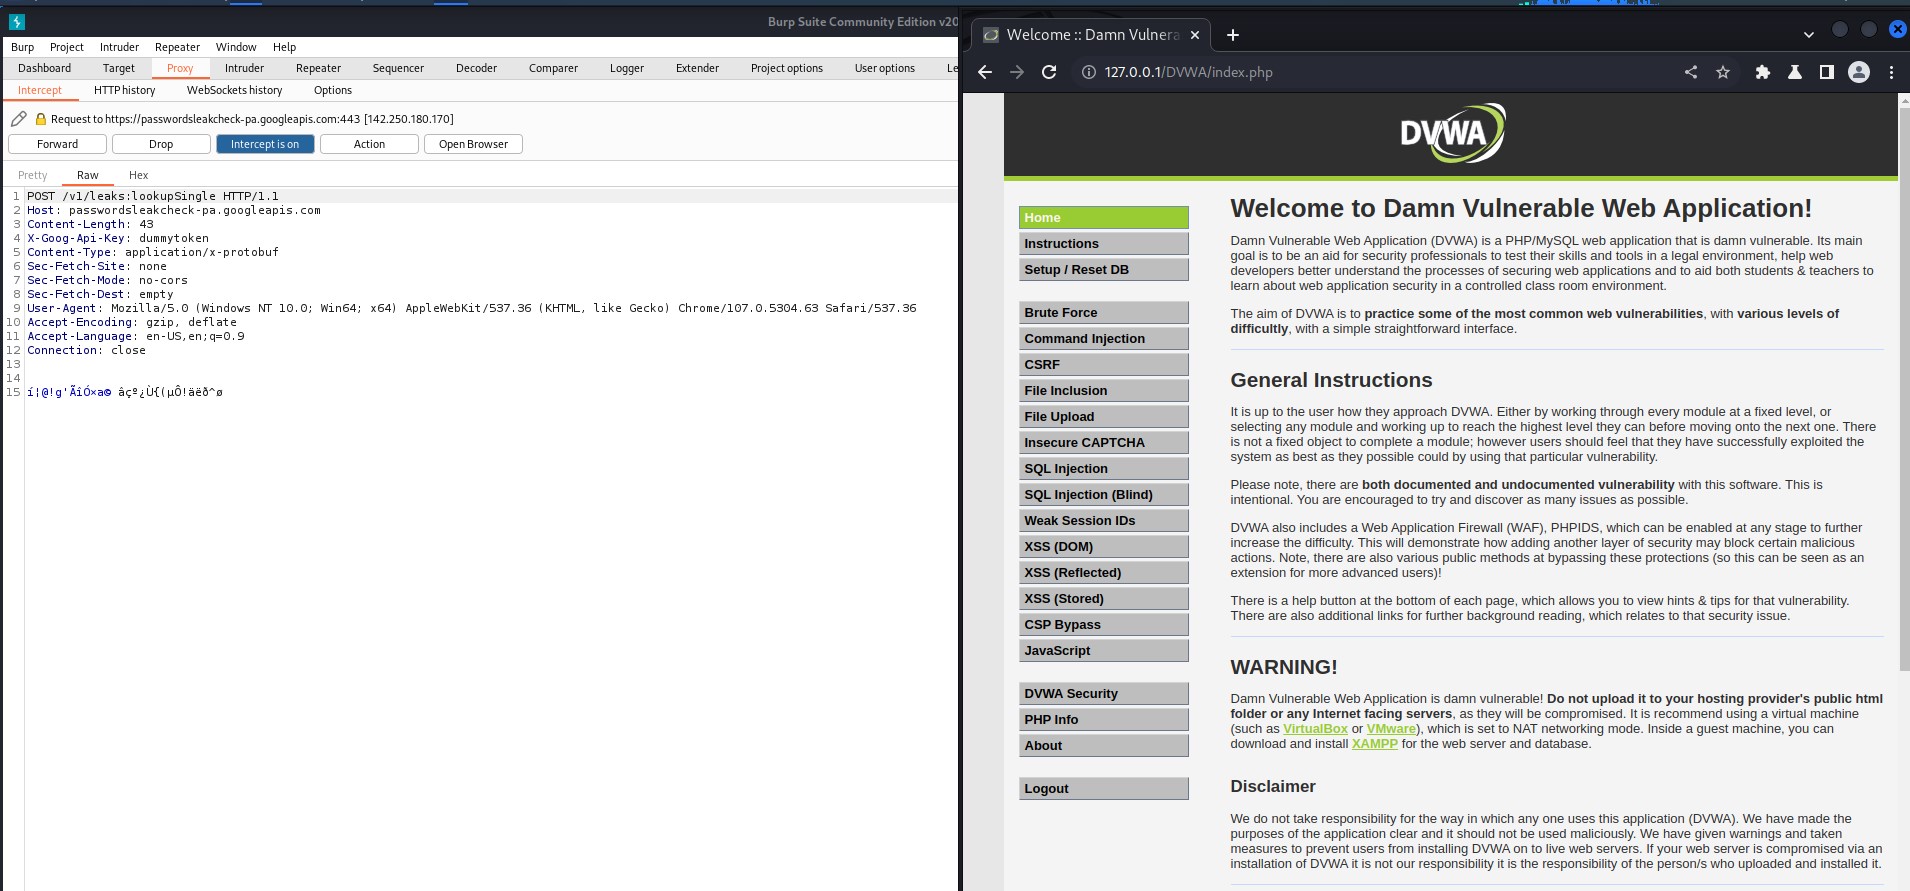 Burp Suite Community Edition v20
Burp Project Intruder Repeater Window Help
Dashboard Target Proxy Intruder Repeater Sequencer Decoder Comparer Logger Extender Project options User options Le
Intercept HTTP history WebSockets history Options
Request to https://passwordsleakcheck-pa.googleapis.com:443 [142.250.180.170]
Forward Drop Intercept is on Action Open Browser
Pretty Raw Hex
1 POST /v1/leaks:lookupSingle HTTP/1.1
2 Host: passwordsleakcheck-pa.googleapis.com
3 Content-Length: 43
4 X-Goog-Api-Key: dummytoken
5 Content-Type: application/x-protobuf
6 Sec-Fetch-Site: none
7 Sec-Fetch-Mode: no-cors
8 Sec-Fetch-Dest: empty
9 User-Agent: Mozilla/5.0 (Windows NT 10.0; Win64; x64) AppleWebKit/537.36 (KHTML, like Gecko) Chrome/107.0.5304.63 Safari/537.36
10 Accept-Encoding: gzip, deflate
11 Accept-Language: en-US,en;q=0.9
12 Connection: close
13
14
15 í¦@!g'ÃîÓ×a© âçº¿Ù{(µÔ!äëð^ø
Welcome :: Damn Vulnera
127.0.0.1/DVWA/index.php
DVWA
Home
Instructions
Setup / Reset DB
Brute Force
Command Injection
CSRF
File Inclusion
File Upload
Insecure CAPTCHA
SQL Injection
SQL Injection (Blind)
Weak Session IDs
XSS (DOM)
XSS (Reflected)
XSS (Stored)
CSP Bypass
JavaScript
DVWA Security
PHP Info
About
Logout
Welcome to Damn Vulnerable Web Application!
Damn Vulnerable Web Application (DVWA) is a PHP/MySQL web application that is damn vulnerable. Its main
goal is to be an aid for security professionals to test their skills and tools in a legal environment, help web
developers better understand the processes of securing web applications and to aid both students & teachers to
learn about web application security in a controlled class room environment.
The aim of DVWA is to practice some of the most common web vulnerabilities, with various levels of
difficultly, with a simple straightforward interface.
General Instructions
It is up to the user how they approach DVWA. Either by working through every module at a fixed level, or
selecting any module and working up to reach the highest level they can before moving onto the next one. There
is not a fixed object to complete a module; however users should feel that they have successfully exploited the
system as best as they possible could by using that particular vulnerability.
Please note, there are both documented and undocumented vulnerability with this software. This is
intentional. You are encouraged to try and discover as many issues as possible.
DVWA also includes a Web Application Firewall (WAF), PHPIDS, which can be enabled at any stage to further
increase the difficulty. This will demonstrate how adding another layer of security may block certain malicious
actions. Note, there are also various public methods at bypassing these protections (so this can be seen as an
extension for more advanced users)!
There is a help button at the bottom of each page, which allows you to view hints & tips for that vulnerability.
There are also additional links for further background reading, which relates to that security issue.
WARNING!
Damn Vulnerable Web Application is damn vulnerable! Do not upload it to your hosting provider's public html
folder or any Internet facing servers, as they will be compromised. It is recommend using a virtual machine
(such as VirtualBox or VMware), which is set to NAT networking mode. Inside a guest machine, you can
download and install XAMPP for the web server and database.
Disclaimer
We do not take responsibility for the way in which any one uses this application (DVWA). We have made the
purposes of the application clear and it should not be used maliciously. We have given warnings and taken
measures to prevent users from installing DVWA on to live web servers. If your web server is compromised via an
installation of DVWA it is not our responsibility it is the responsibility of the person/s who uploaded and installed it.